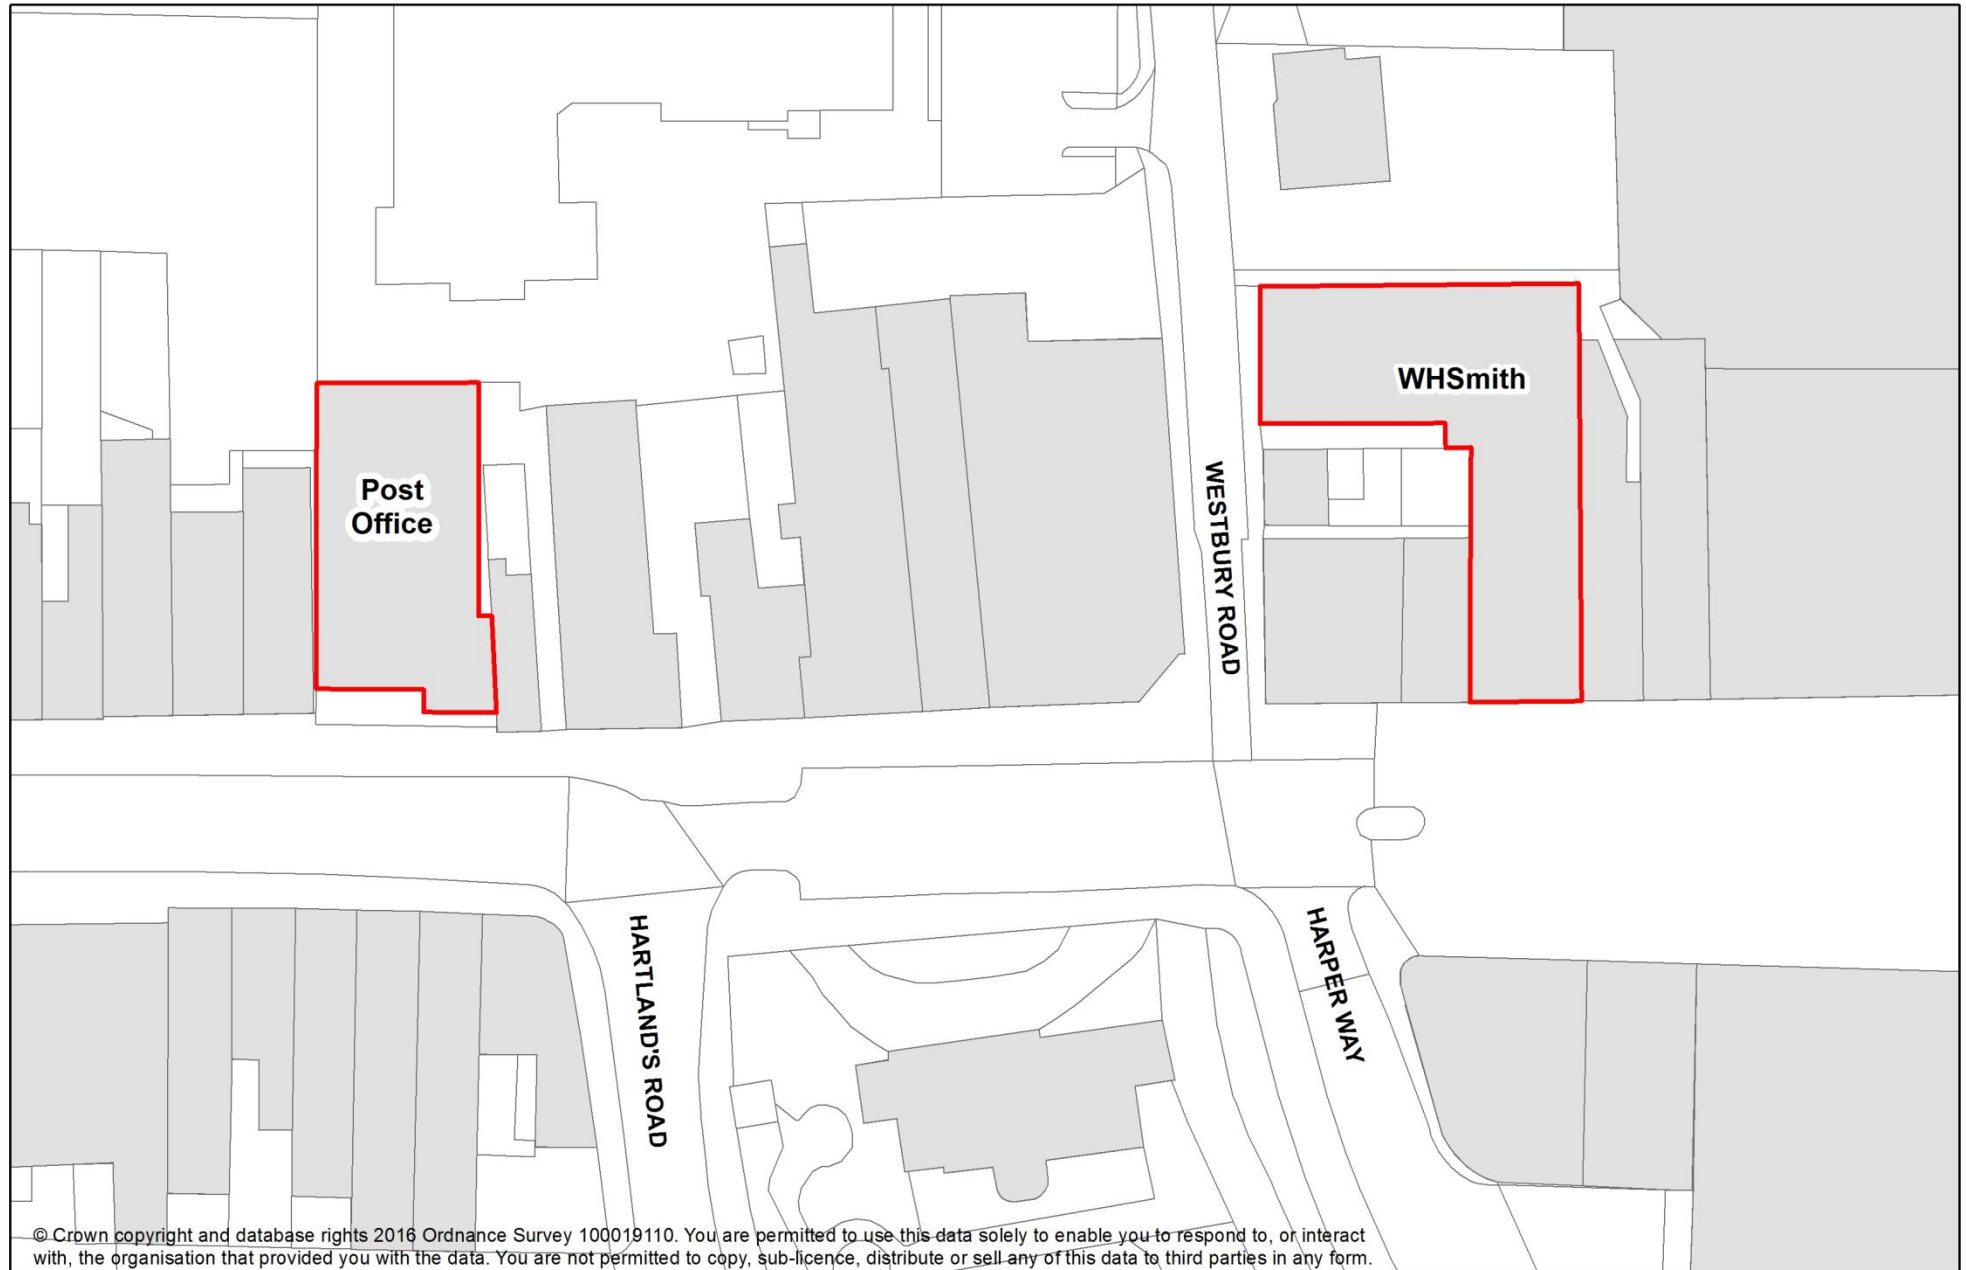 WHSmith
Post
Office
WESTBURY ROAD
HARTLAND'S ROAD
HARPER WAY
© Crown copyright and database rights 2016 Ordnance Survey 100019110. You are permitted to use this data solely to enable you to respond to, or interact
with, the organisation that provided you with the data. You are not permitted to copy, sub-licence, distribute or sell any of this data to third parties in any form.